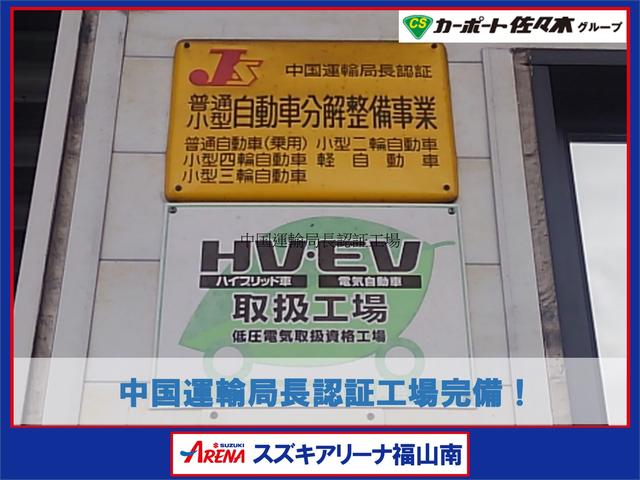 CS カーポート佐々木グループ
JS 中国運輸局長認証
普通
小型 自動車分解整備事業
普通自動車(乗用) 小型二輪自動車
小型四輪自動車 軽自動車
小型三輪自動車
中国運輸局長認証工場
HV・EV
ハイブリッド車 電気自動車
取扱工場
低圧電気取扱資格工場
中国運輸局長認証工場完備！
SUZUKI
ARENA スズキアリーナ福山南